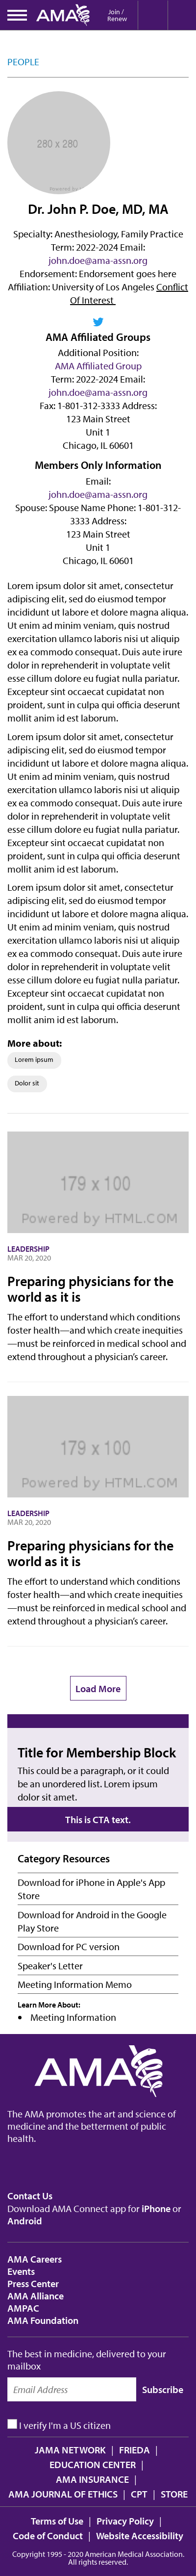 AMA
Join /
Renew
PEOPLE
280 x 280
Powered by
Dr. John P. Doe, MD, MA
Specialty: Anesthesiology, Family Practice
Term: 2022-2024 Email:
john.doe@ama-assn.org
Endorsement: Endorsement goes here
Affiliation: University of Los Angeles Conflict
Of Interest
AMA Affiliated Groups
Additional Position:
AMA Affiliated Group
Term: 2022-2024 Email:
john.doe@ama-assn.org
Fax: 1-801-312-3333 Address:
123 Main Street
Unit 1
Chicago, IL 60601
Members Only Information
Email:
john.doe@ama-assn.org
Spouse: Spouse Name Phone: 1-801-312-
3333 Address:
123 Main Street
Unit 1
Chicago, IL 60601
Lorem ipsum dolor sit amet, consectetur
adipiscing elit, sed do eiusmod tempor
incididunt ut labore et dolore magna aliqua.
Ut enim ad minim veniam, quis nostrud
exercitation ullamco laboris nisi ut aliquip
ex ea commodo consequat. Duis aute irure
dolor in reprehenderit in voluptate velit
esse cillum dolore eu fugiat nulla pariatur.
Excepteur sint occaecat cupidatat non
proident, sunt in culpa qui officia deserunt
mollit anim id est laborum.
Lorem ipsum dolor sit amet, consectetur
adipiscing elit, sed do eiusmod tempor
incididunt ut labore et dolore magna aliqua.
Ut enim ad minim veniam, quis nostrud
exercitation ullamco laboris nisi ut aliquip
ex ea commodo consequat. Duis aute irure
dolor in reprehenderit in voluptate velit
esse cillum dolore eu fugiat nulla pariatur.
Excepteur sint occaecat cupidatat non
proident, sunt in culpa qui officia deserunt
mollit anim id est laborum.
Lorem ipsum dolor sit amet, consectetur
adipiscing elit, sed do eiusmod tempor
incididunt ut labore et dolore magna aliqua.
Ut enim ad minim veniam, quis nostrud
exercitation ullamco laboris nisi ut aliquip
ex ea commodo consequat. Duis aute irure
dolor in reprehenderit in voluptate velit
esse cillum dolore eu fugiat nulla pariatur.
Excepteur sint occaecat cupidatat non
proident, sunt in culpa qui officia deserunt
mollit anim id est laborum.
More about:
Lorem ipsum
Dolor sit
179 x 100
Powered by HTML.COM
LEADERSHIP
MAR 20, 2020
Preparing physicians for the
world as it is
The effort to understand which conditions
foster health—and which create inequities
—must be reinforced in medical school and
extend throughout a physician's career.
179 x 100
Powered by HTML.COM
LEADERSHIP
MAR 20, 2020
Preparing physicians for the
world as it is
The effort to understand which conditions
foster health—and which create inequities
—must be reinforced in medical school and
extend throughout a physician's career.
Load More
Title for Membership Block
This could be a paragraph, or it could
be an unordered list. Lorem ipsum
dolor sit amet.
This is CTA text.
Category Resources
Download for iPhone in Apple's App
Store
Download for Android in the Google
Play Store
Download for PC version
Speaker's Letter
Meeting Information Memo
Learn More About:
• Meeting Information
AMA
The AMA promotes the art and science of
medicine and the betterment of public
health.
Contact Us
Download AMA Connect app for iPhone or
Android
AMA Careers
Events
Press Center
AMA Alliance
AMPAC
AMA Foundation
The best in medicine, delivered to your
mailbox
Email Address
Subscribe
I verify I'm a US citizen
JAMA NETWORK | FRIEDA |
EDUCATION CENTER |
AMA INSURANCE |
AMA JOURNAL OF ETHICS | CPT | STORE
Terms of Use | Privacy Policy |
Code of Conduct | Website Accessibility
Copyright 1995 - 2020 American Medical Association.
All rights reserved.